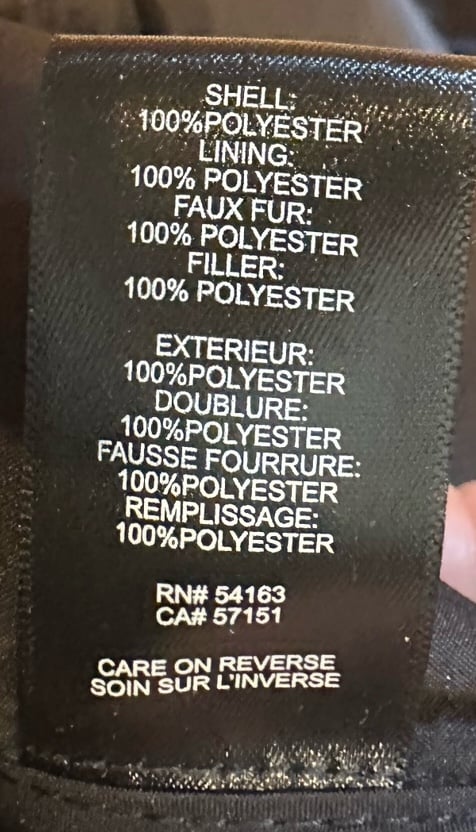 SHELL:
100%POLYESTER
LINING:
100% POLYESTER
FAUX FUR:
100% POLYESTER
FILLER:
100% POLYESTER
EXTERIEUR:
100%POLYESTER
DOUBLURE:
100%POLYESTER
FAUSSE FOURRURE:
100%POLYESTER
REMPLISSAGE:
100%POLYESTER
RN# 54163
CA# 57151
CARE ON REVERSE
SOIN SUR L'INVERSE